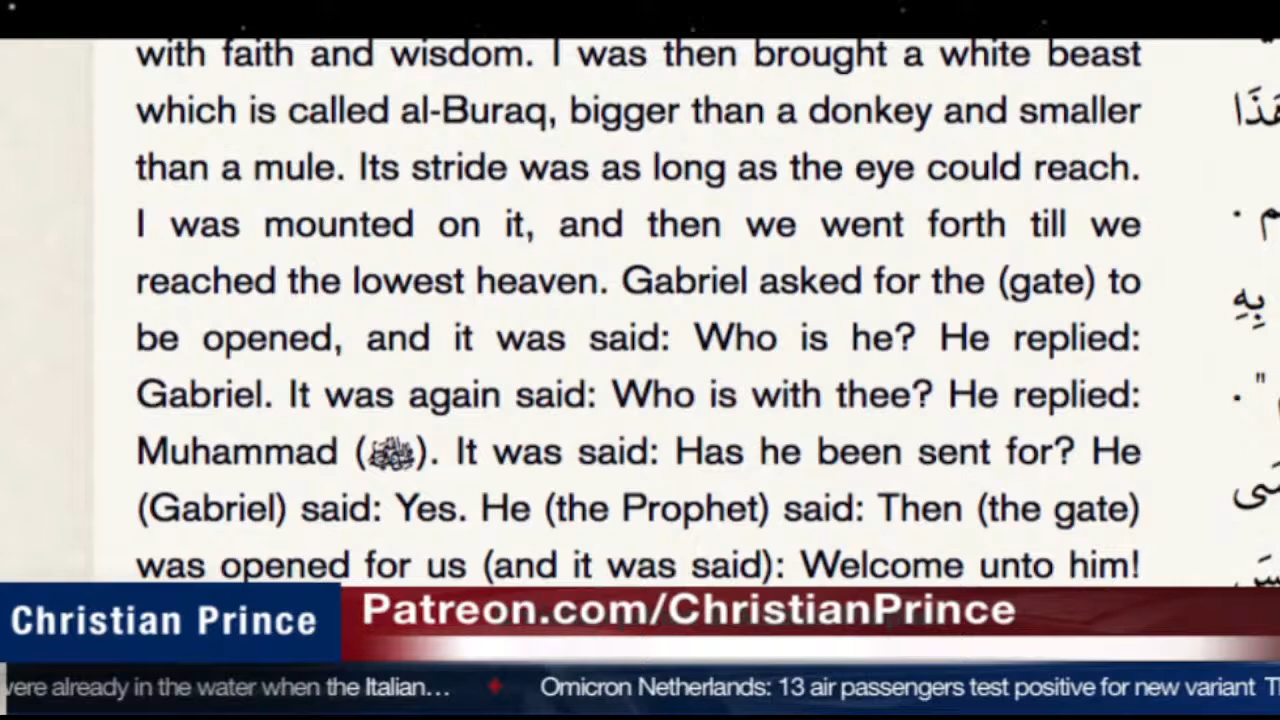 with faith and wisdom. I was then brought a white beast
which is called al-Buraq, bigger than a donkey and smaller
than a mule. Its stride was as long as the eye could reach.
I was mounted on it, and then we went forth till we
reached the lowest heaven. Gabriel asked for the (gate) to
be opened, and it was said: Who is he? He replied:
Gabriel. It was again said: Who is with thee? He replied:
Muhammad (ﷺ). It was said: Has he been sent for? He
(Gabriel) said: Yes. He (the Prophet) said: Then (the gate)
was opened for us (and it was said): Welcome unto him!
بِهِ
Christian Prince
Patreon.com/ChristianPrince
were already in the water when the Italian... Omicron Netherlands: 13 air passengers test positive for new variant